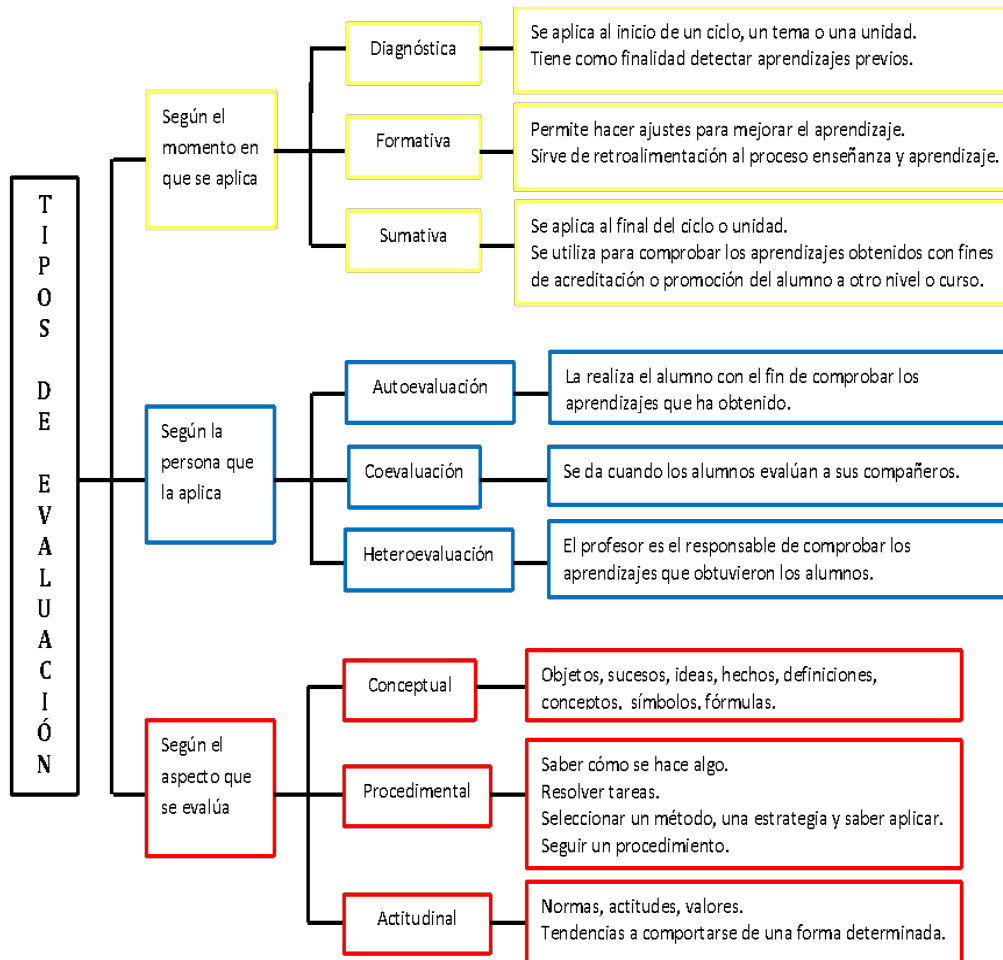 TIPOS DE EVALUACIÓN
Según el
momento en
que se aplica
Diagnóstica
Se aplica al inicio de un ciclo, un tema o una unidad.
Tiene como finalidad detectar aprendizajes previos.
Formativa
Permite hacer ajustes para mejorar el aprendizaje.
Sirve de retroalimentación al proceso enseñanza y aprendizaje.
Sumativa
Se aplica al final del ciclo o unidad.
Se utiliza para comprobar los aprendizajes obtenidos con fines
de acreditación o promoción del alumno a otro nivel o curso.
Según la
persona que
la aplica
Autoevaluación
La realiza el alumno con el fin de comprobar los
aprendizajes que ha obtenido.
Coevaluación
Se da cuando los alumnos evalúan a sus compañeros.
Heteroevaluación
El profesor es el responsable de comprobar los
aprendizajes que obtuvieron los alumnos.
Según el
aspecto que
se evalúa
Conceptual
Objetos, sucesos, ideas, hechos, definiciones,
conceptos, símbolos, fórmulas.
Procedimental
Saber cómo se hace algo.
Resolver tareas.
Seleccionar un método, una estrategia y saber aplicar.
Seguir un procedimiento.
Actitudinal
Normas, actitudes, valores.
Tendencias a comportarse de una forma determinada.